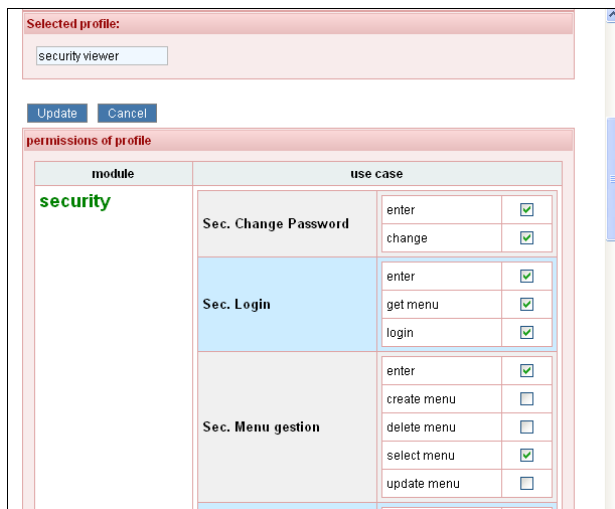 Selected profile:
security viewer
Update Cancel
permissions of profile
module use case
security
Sec. Change Password
enter
change
Sec. Login
enter
get menu
login
Sec. Menu gestion
enter
create menu
delete menu
select menu
update menu